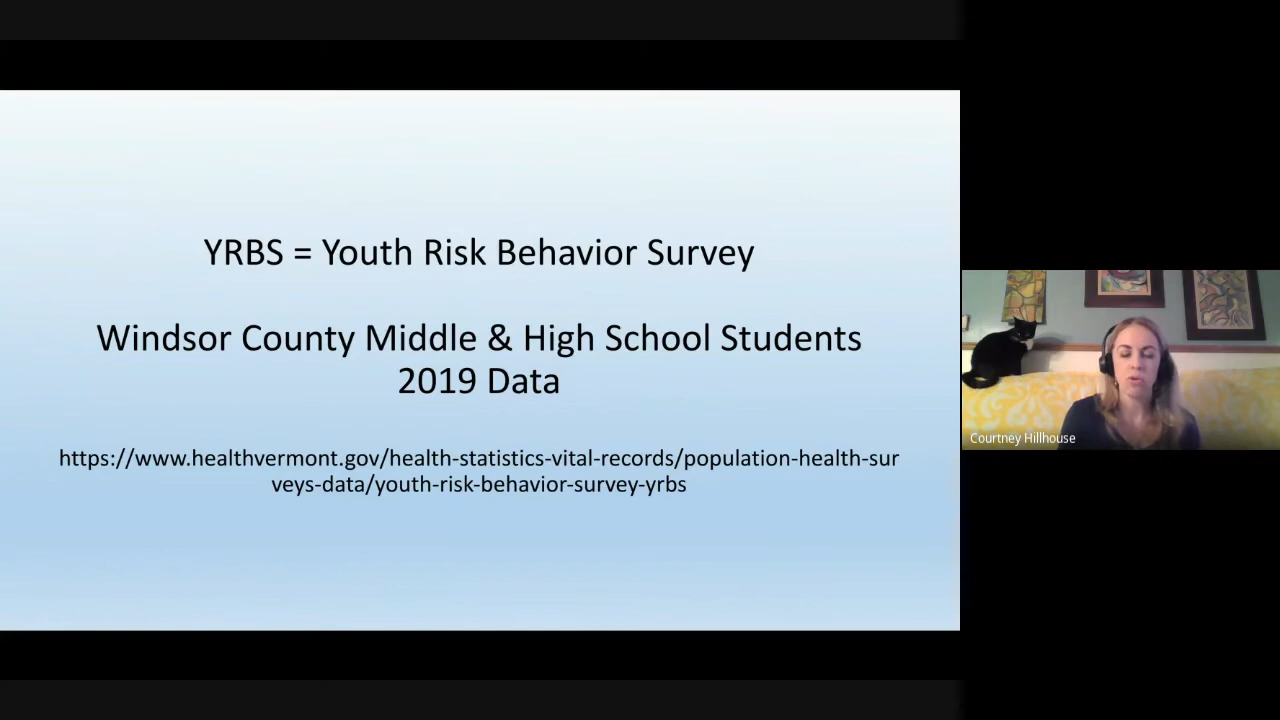 YRBS = Youth Risk Behavior Survey
Windsor County Middle & High School Students
2019 Data
https://www.healthvermont.gov/health-statistics-vital-records/population-health-sur
veys-data/youth-risk-behavior-survey-yrbs
Courtney Hillhouse